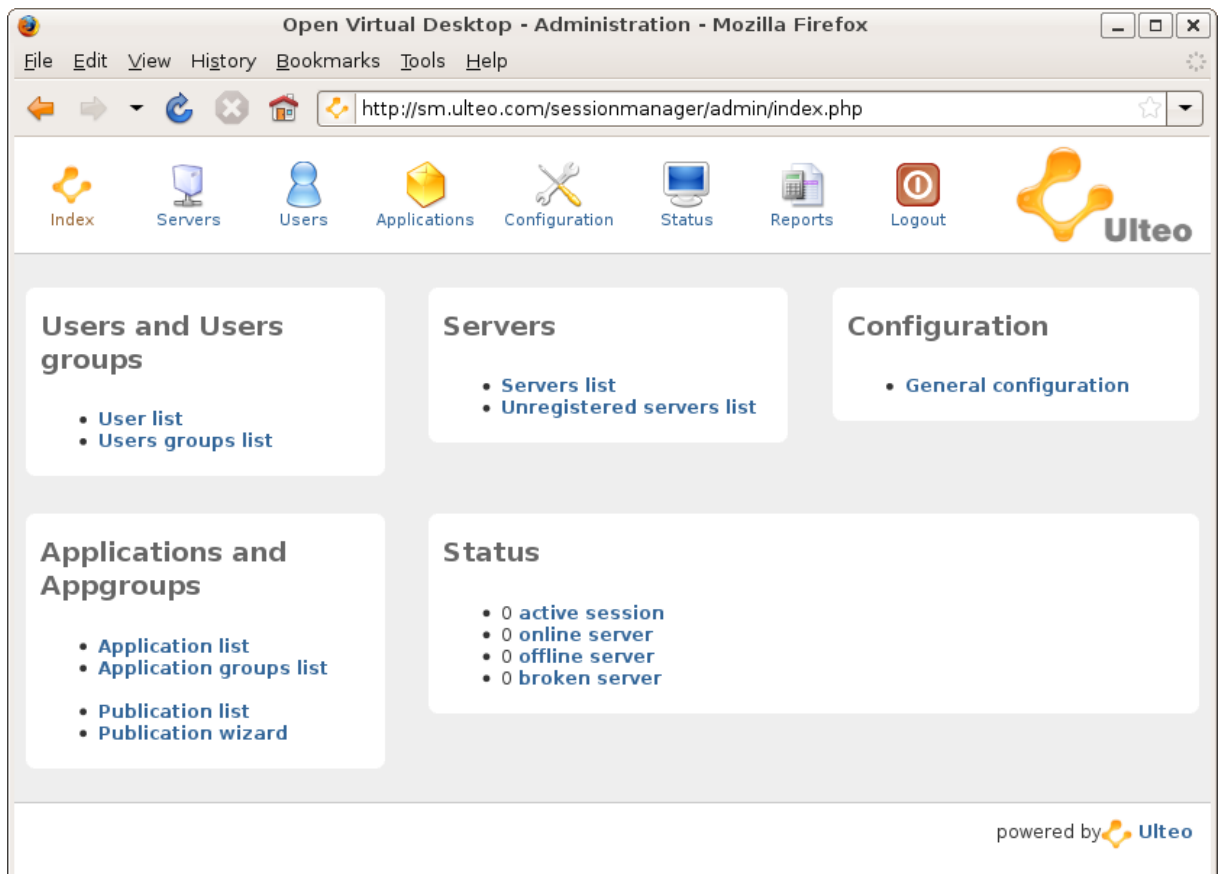 Open Virtual Desktop - Administration - Mozilla Firefox
File Edit View History Bookmarks Tools Help
http://sm.ulteo.com/sessionmanager/admin/index.php
Index Servers Users Applications Configuration Status Reports Logout
Ulteo
Users and Users
groups
User list
Users groups list
Servers
Servers list
Unregistered servers list
Configuration
General configuration
Applications and
Appgroups
Application list
Application groups list
Publication list
Publication wizard
Status
0 active session
0 online server
0 offline server
0 broken server
powered by Ulteo